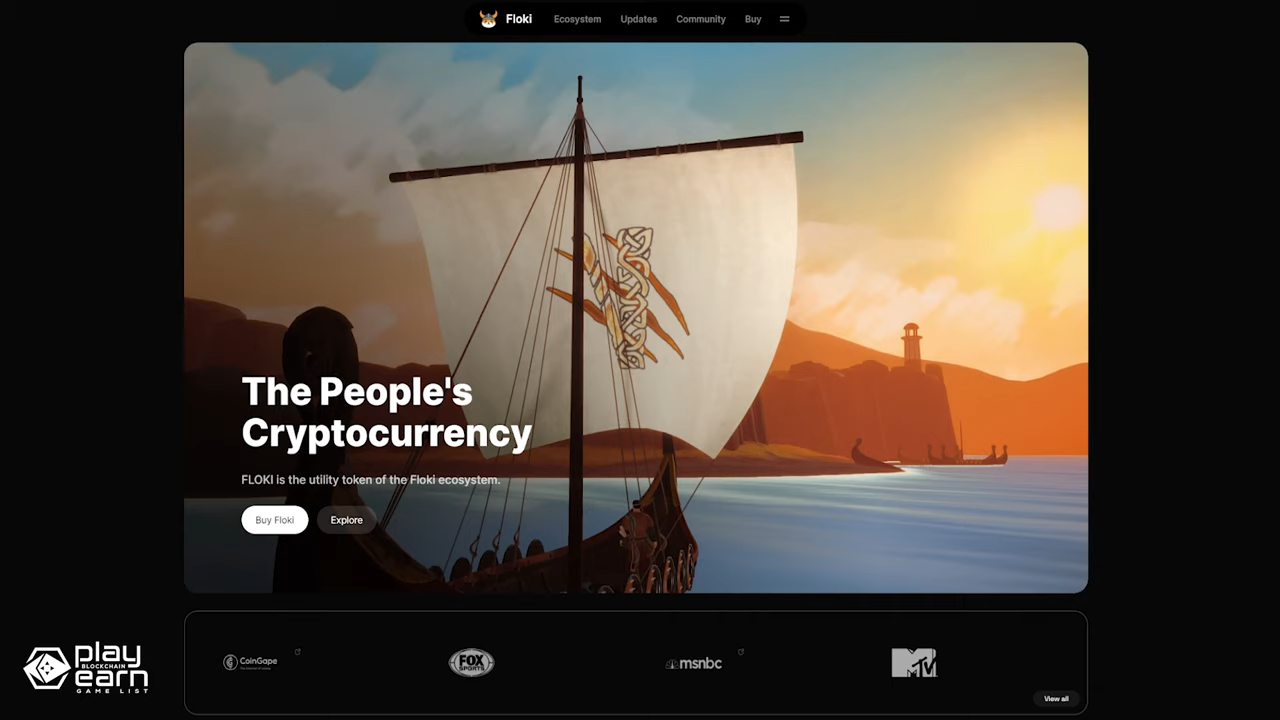 Floki Ecosystem Updates Community Buy
The People's
Cryptocurrency
FLOKI is the utility token of the Floki ecosystem.
Buy Floki Explore
CoinGape
FOX
SPORTS
msnbc
MTV
View all
play
BLOCKCHAIN
earn
GAME LIST